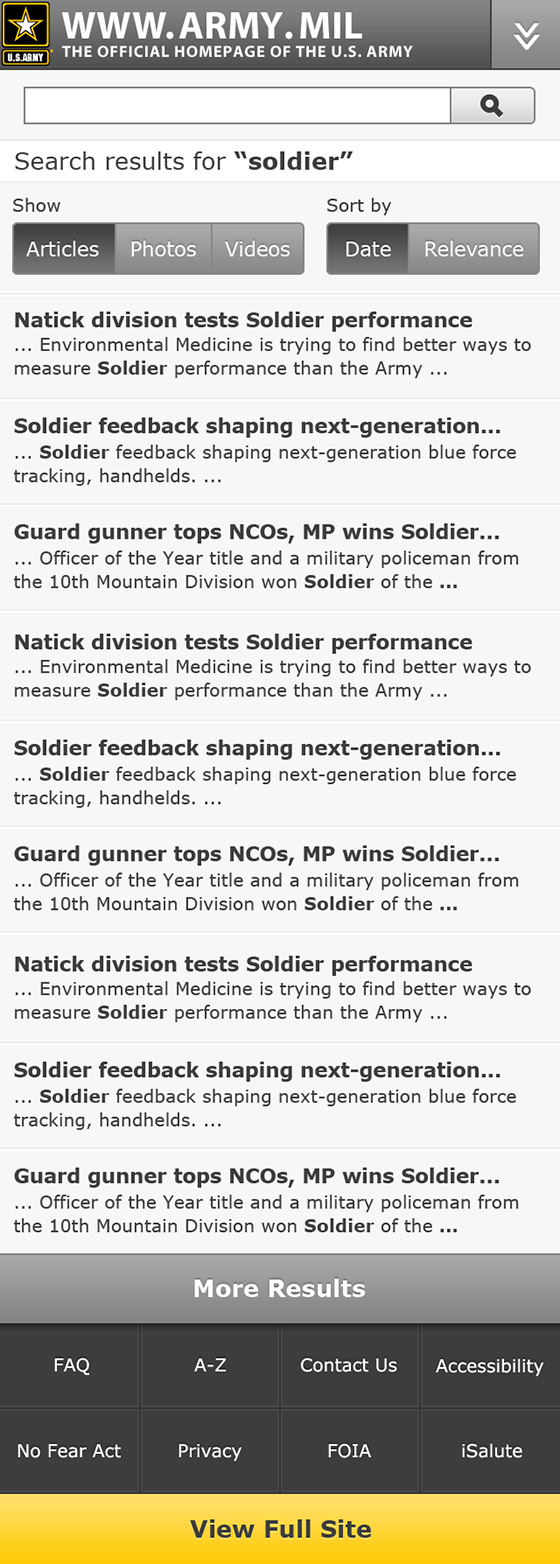 WWW.ARMY.MIL
THE OFFICIAL HOMEPAGE OF THE U.S. ARMY
U.S.ARMY
Search results for “soldier”
Show
Sort by
Articles Photos Videos
Date Relevance
Natick division tests Soldier performance
... Environmental Medicine is trying to find better ways to
measure Soldier performance than the Army ...
Soldier feedback shaping next-generation...
... Soldier feedback shaping next-generation blue force
tracking, handhelds. ...
Guard gunner tops NCOs, MP wins Soldier...
... Officer of the Year title and a military policeman from
the 10th Mountain Division won Soldier of the ...
Natick division tests Soldier performance
... Environmental Medicine is trying to find better ways to
measure Soldier performance than the Army ...
Soldier feedback shaping next-generation...
... Soldier feedback shaping next-generation blue force
tracking, handhelds. ...
Guard gunner tops NCOs, MP wins Soldier...
... Officer of the Year title and a military policeman from
the 10th Mountain Division won Soldier of the ...
Natick division tests Soldier performance
... Environmental Medicine is trying to find better ways to
measure Soldier performance than the Army ...
Soldier feedback shaping next-generation...
... Soldier feedback shaping next-generation blue force
tracking, handhelds. ...
Guard gunner tops NCOs, MP wins Soldier...
... Officer of the Year title and a military policeman from
the 10th Mountain Division won Soldier of the ...
More Results
FAQ A-Z Contact Us Accessibility
No Fear Act Privacy FOIA iSalute
View Full Site